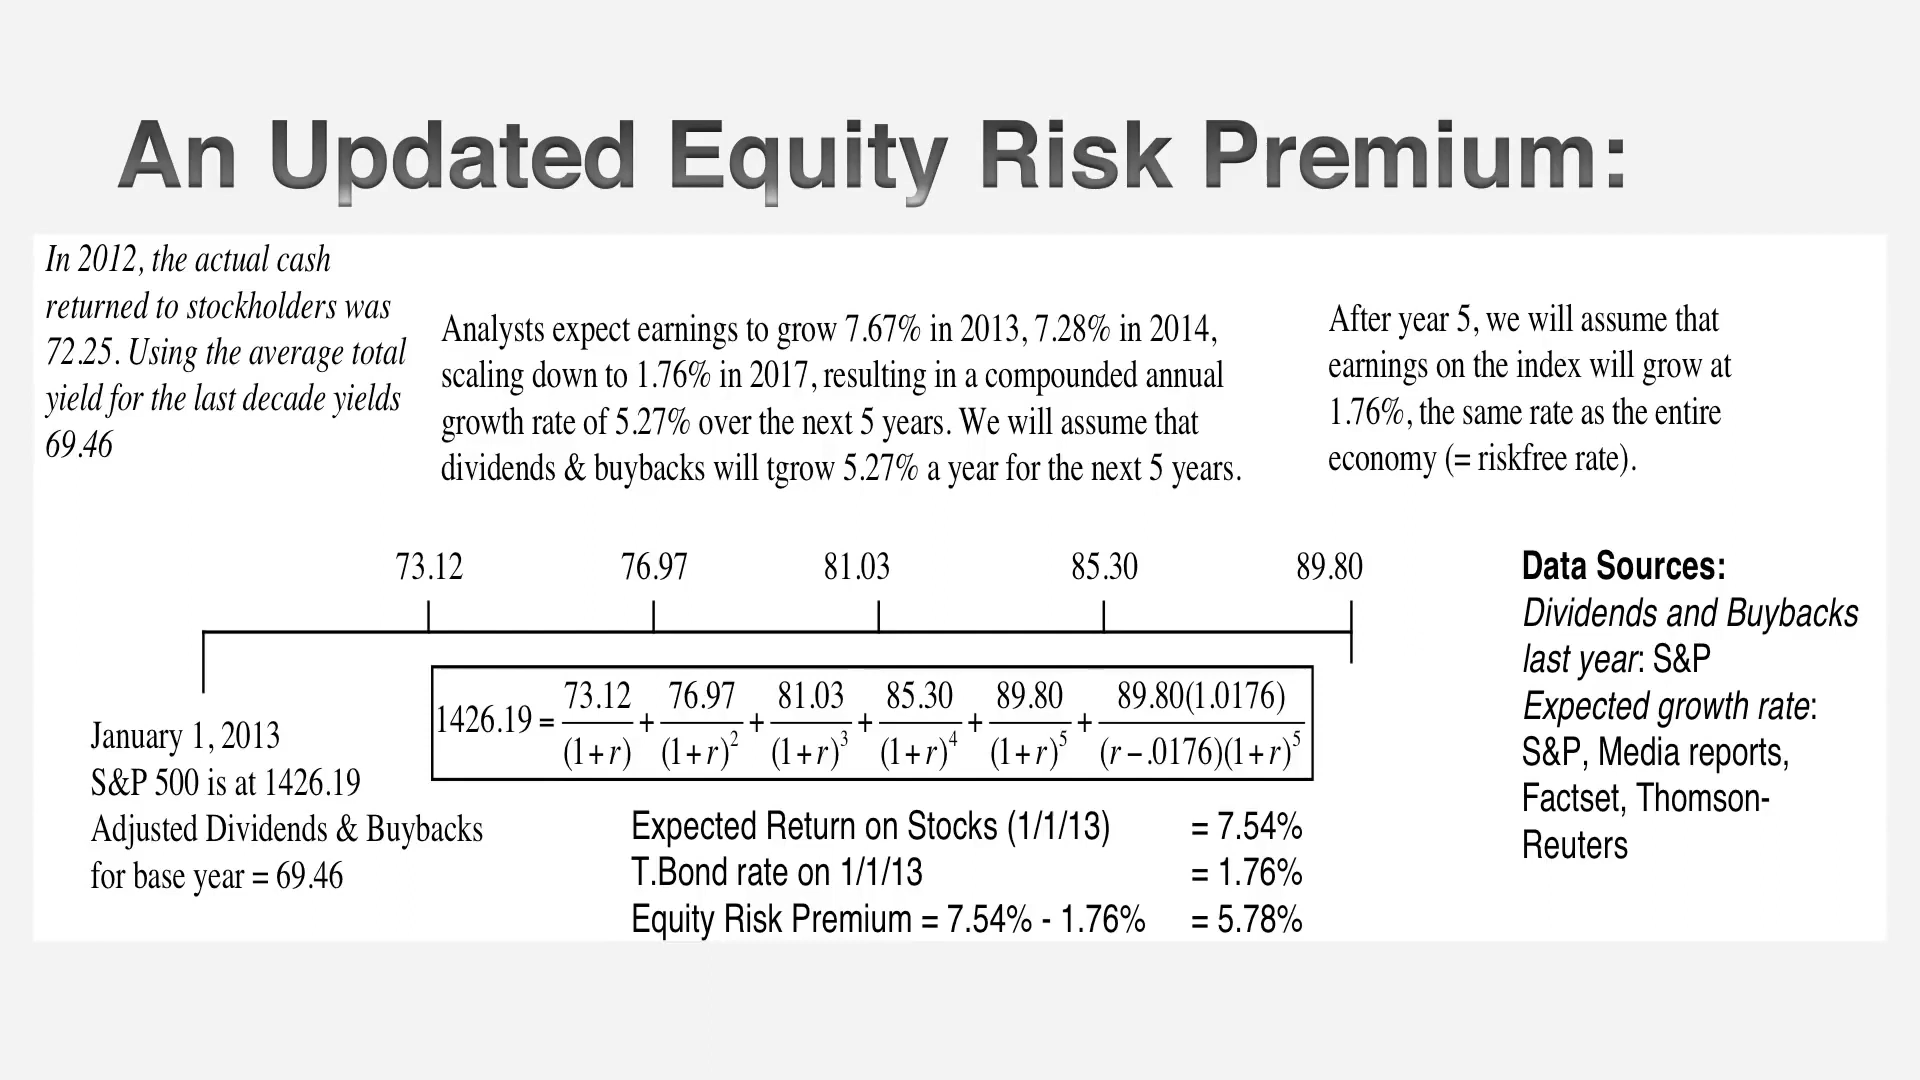 An Updated Equity Risk Premium:
In 2012, the actual cash
returned to stockholders was
72.25. Using the average total
yield for the last decade yields
69.46
Analysts expect earnings to grow 7.67% in 2013, 7.28% in 2014,
scaling down to 1.76% in 2017, resulting in a compounded annual
growth rate of 5.27% over the next 5 years. We will assume that
dividends & buybacks will tgrow 5.27% a year for the next 5 years.
After year 5, we will assume that
earnings on the index will grow at
1.76%, the same rate as the entire
economy (= riskfree rate).
73.12 76.97 81.03 85.30 89.80
January 1, 2013
S&P 500 is at 1426.19
Adjusted Dividends & Buybacks
for base year = 69.46
1426.19 = 73.12/(1+r) + 76.97/(1+r)^2 + 81.03/(1+r)^3 + 85.30/(1+r)^4 + 89.80/(1+r)^5 + 89.80(1.0176)/(r−.0176)(1+r)^5
Expected Return on Stocks (1/1/13) = 7.54%
T.Bond rate on 1/1/13 = 1.76%
Equity Risk Premium = 7.54% - 1.76% = 5.78%
Data Sources:
Dividends and Buybacks
last year: S&P
Expected growth rate:
S&P, Media reports,
Factset, Thomson-
Reuters